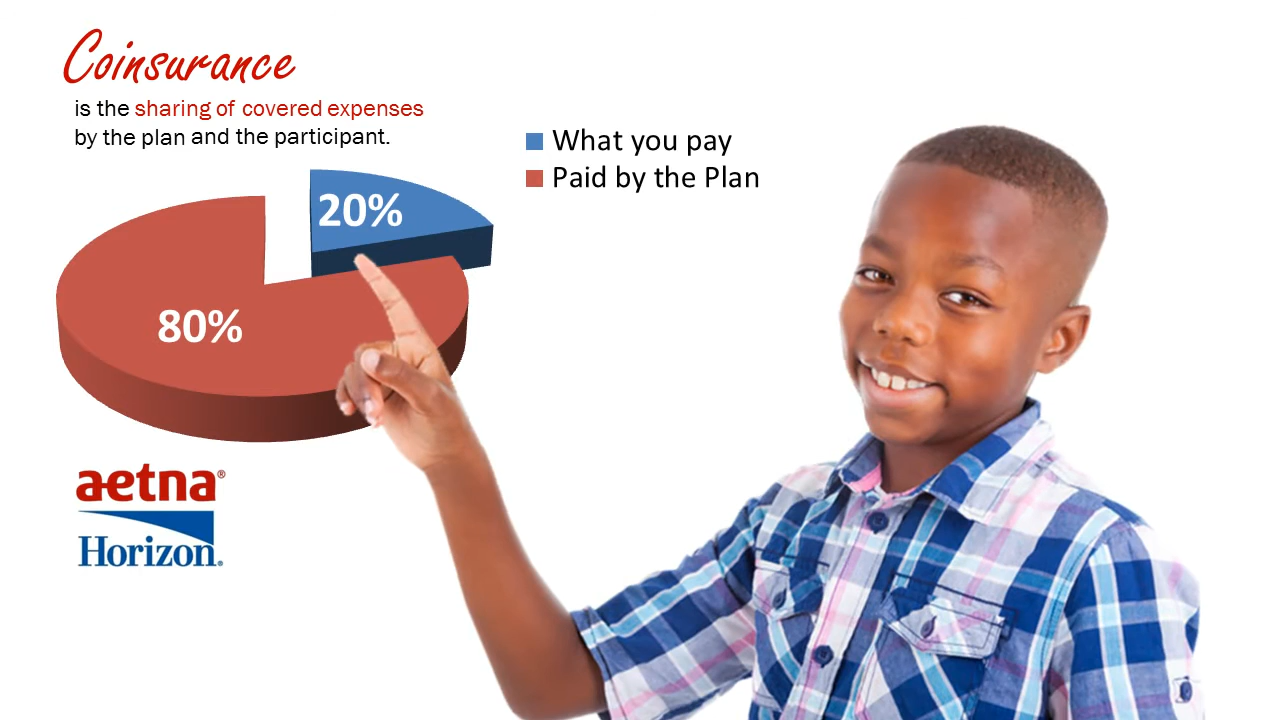 Coinsurance
is the sharing of covered expenses
by the plan and the participant.
What you pay
Paid by the Plan
20%
80%
aetna®
Horizon®